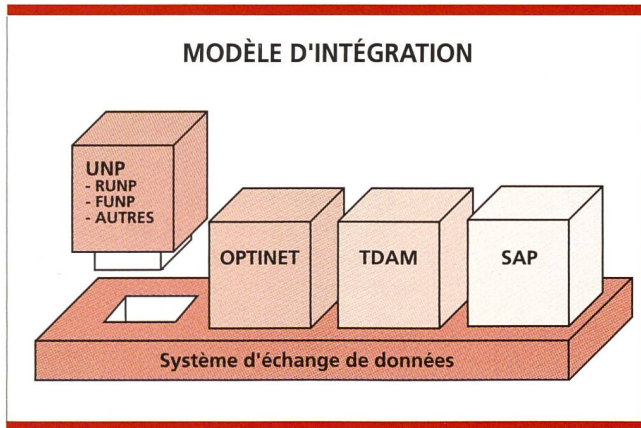 MODÈLE D'INTÉGRATION
UNP
- RUNP
- FUNP
- AUTRES
OPTINET
TDAM
SAP
Système d'échange de données